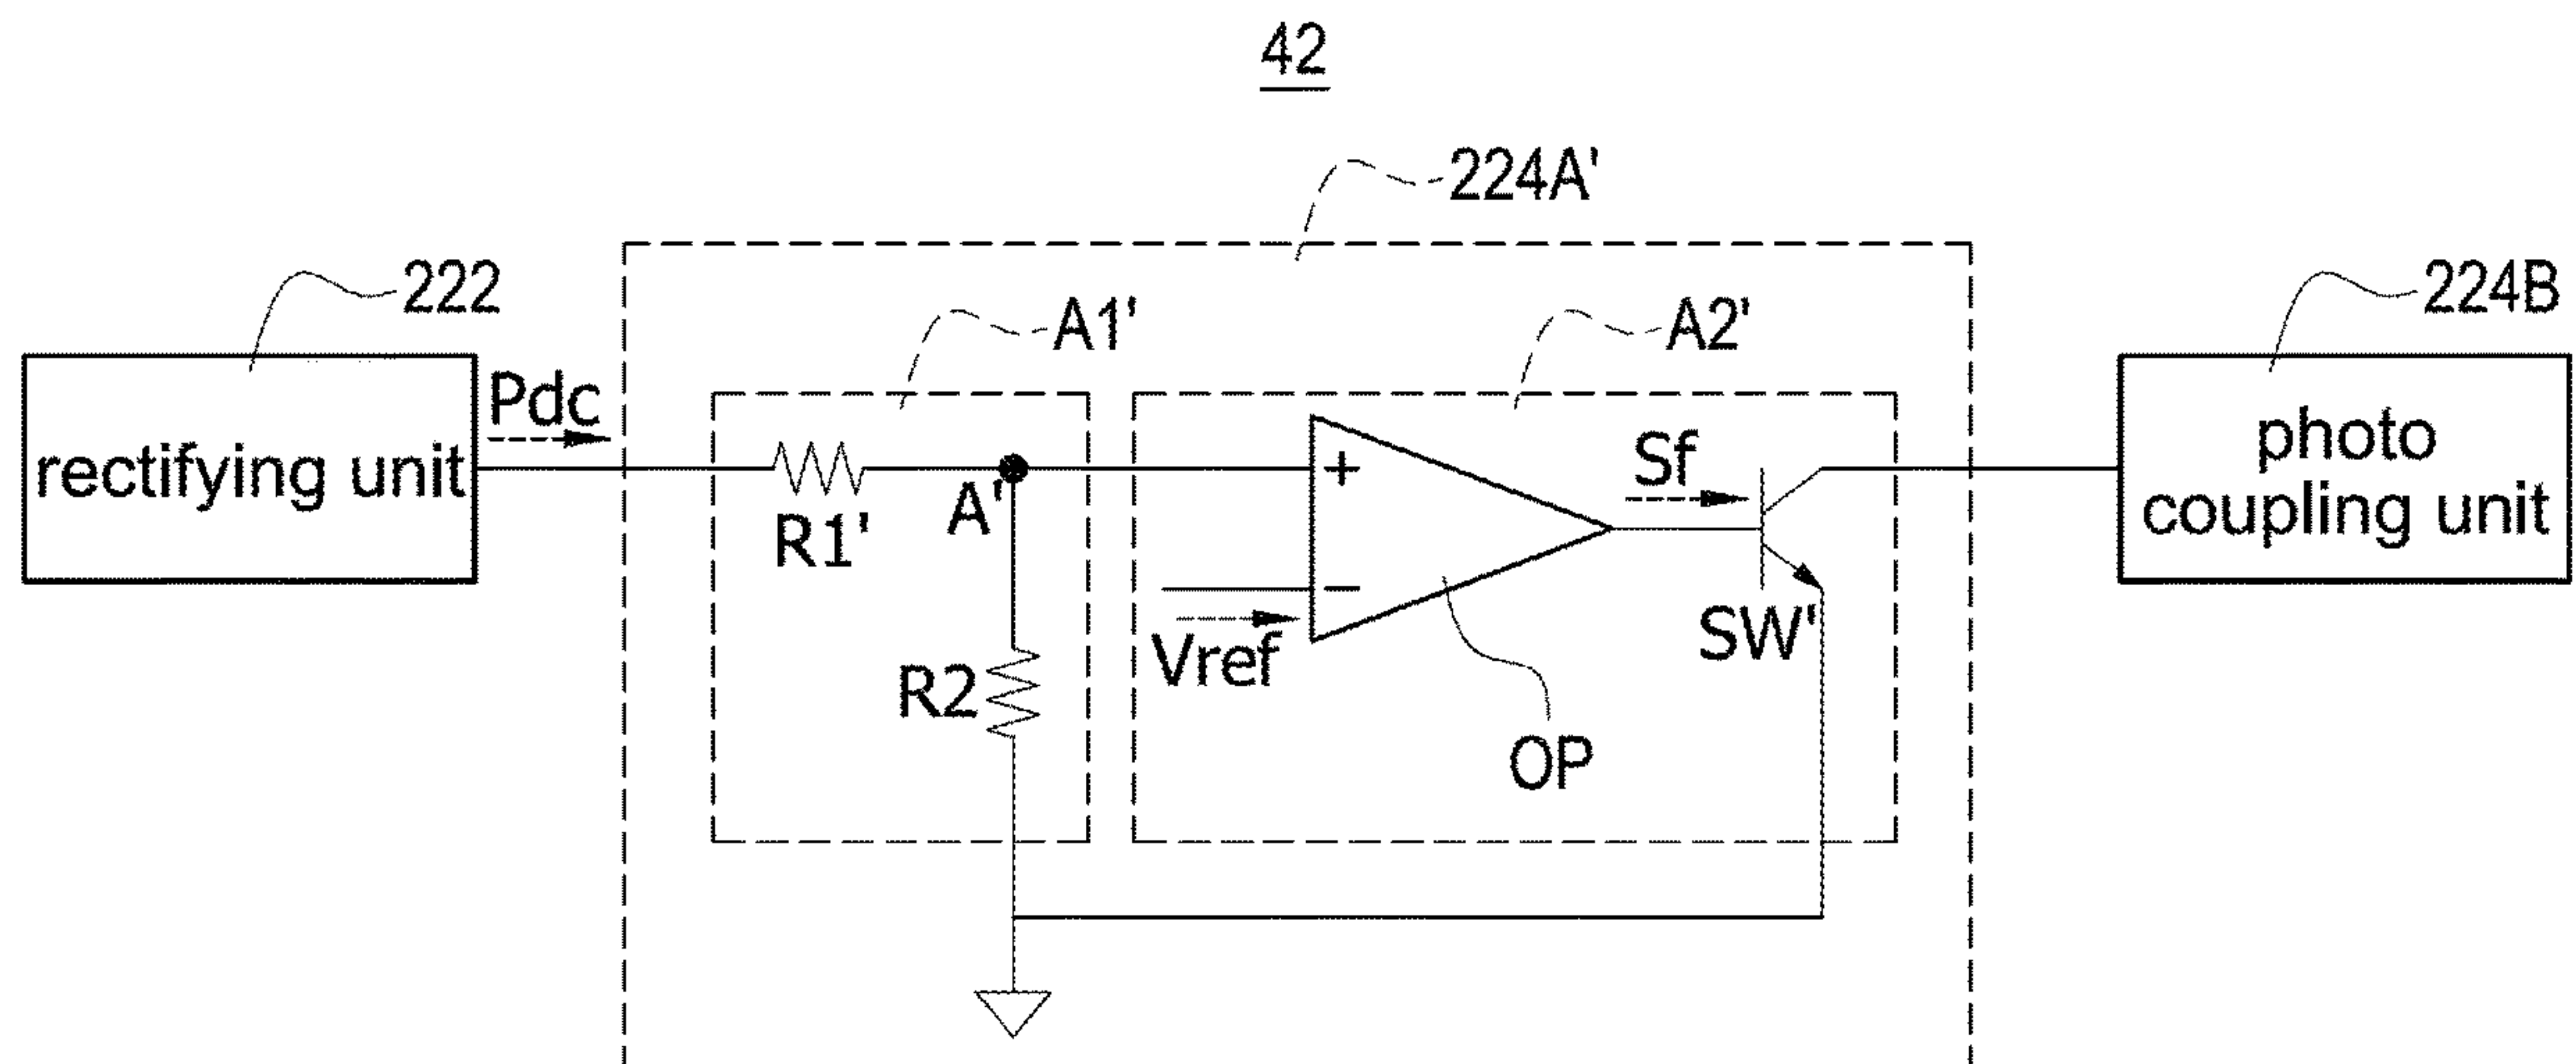 42
224A'
222
A1'
A2'
224B
Pdc
rectifying unit
A'
R1'
+
−
Sf
photo
coupling unit
SW'
Vref
R2
OP